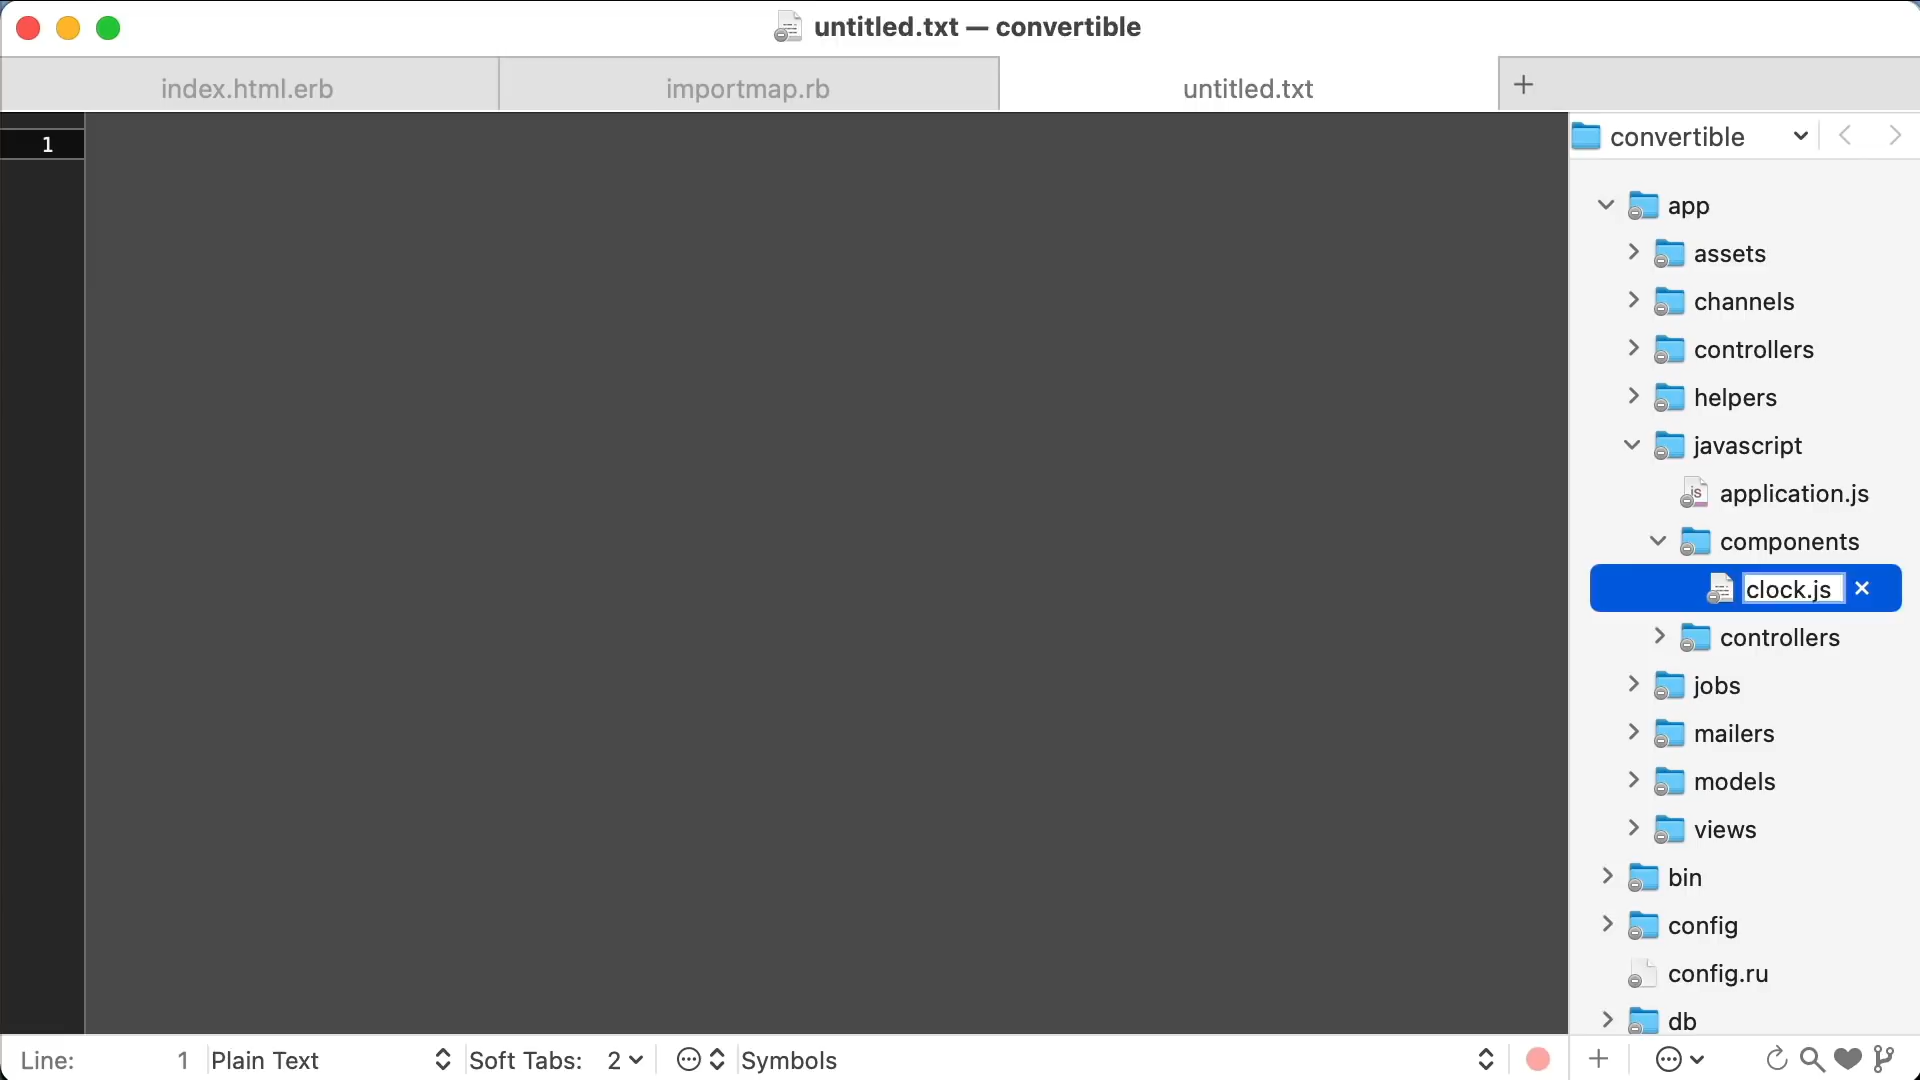 untitled.txt — convertible
index.html.erb
importmap.rb
untitled.txt
+
1
convertible
app
assets
channels
controllers
helpers
javascript
application.js
components
clock.js
controllers
jobs
mailers
models
views
bin
config
config.ru
db
Line: 1 Plain Text Soft Tabs: 2 Symbols